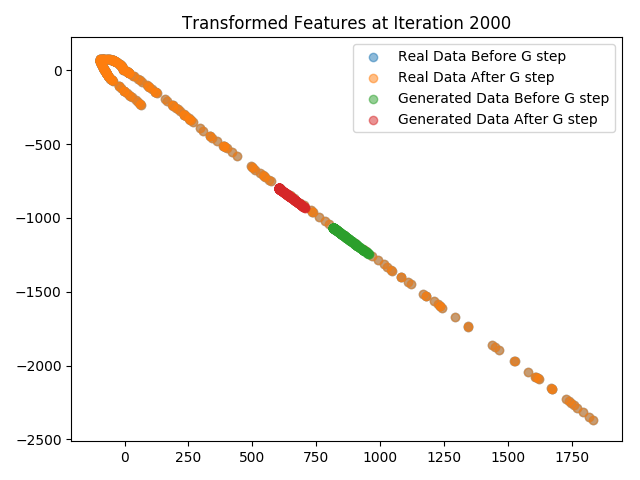 Transformed Features at Iteration 2000
Real Data Before G step
Real Data After G step
Generated Data Before G step
Generated Data After G step
0
−500
−1000
−1500
−2000
−2500
0 250 500 750 1000 1250 1500 1750